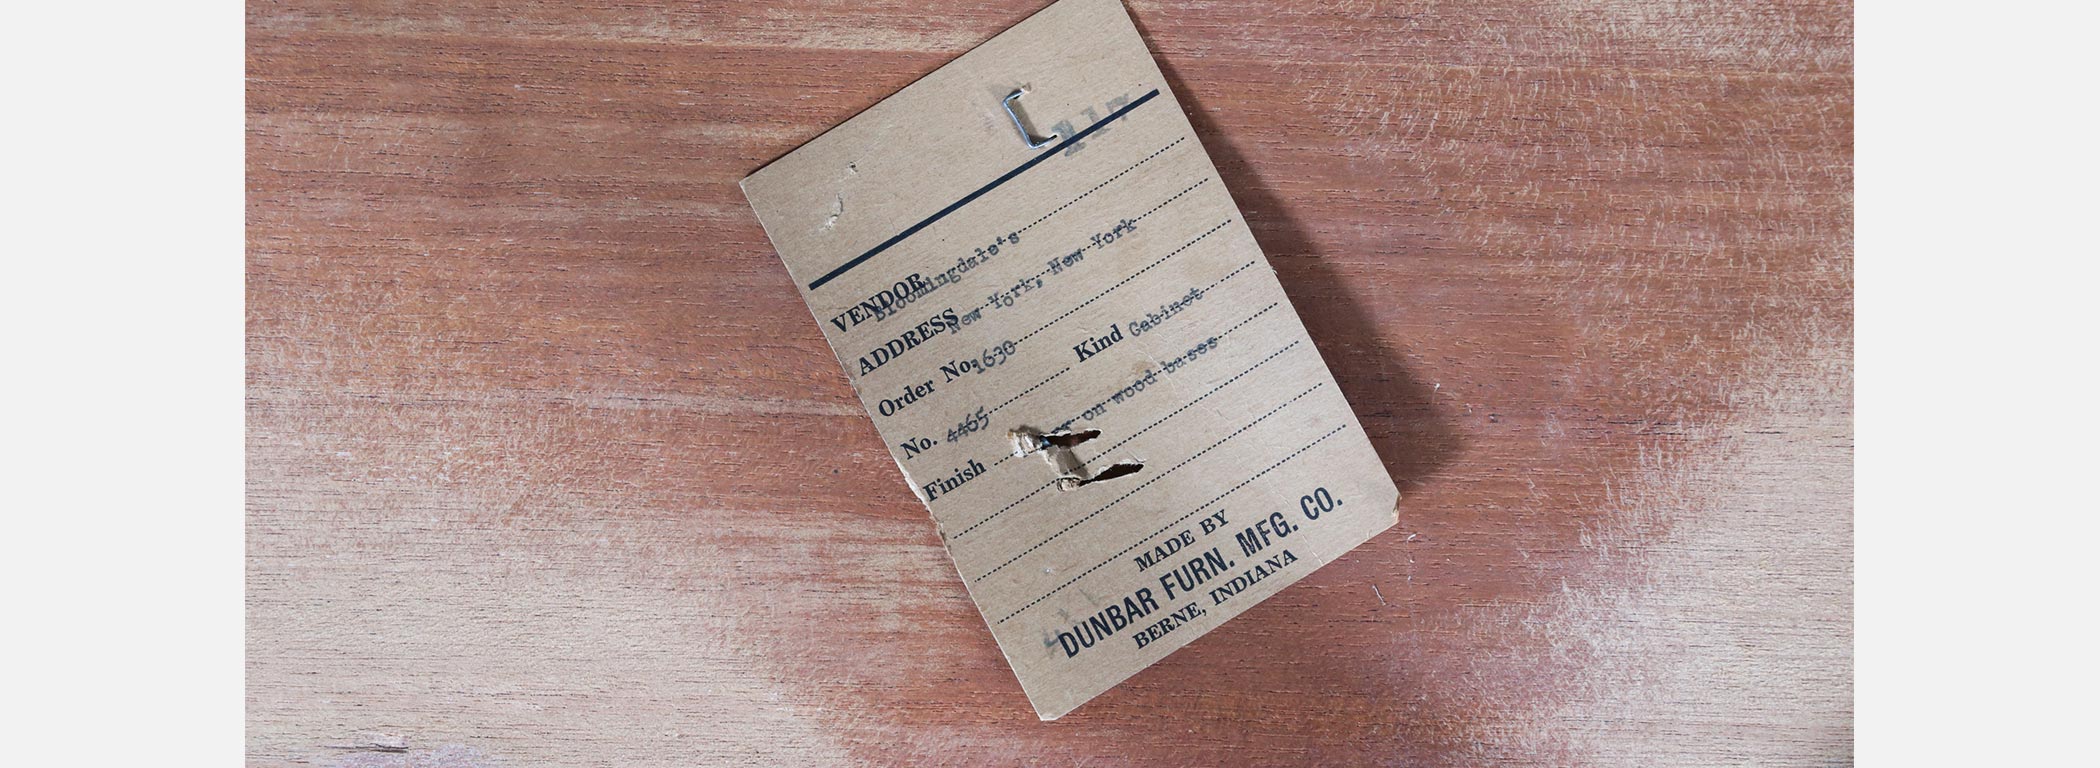 217
VENDOR Bloomingdale's
ADDRESS New York, New York
Order No. 1630
No. 4465 Kind Cabinet
Finish on wood bases
MADE BY
DUNBAR FURN. MFG. CO.
BERNE, INDIANA